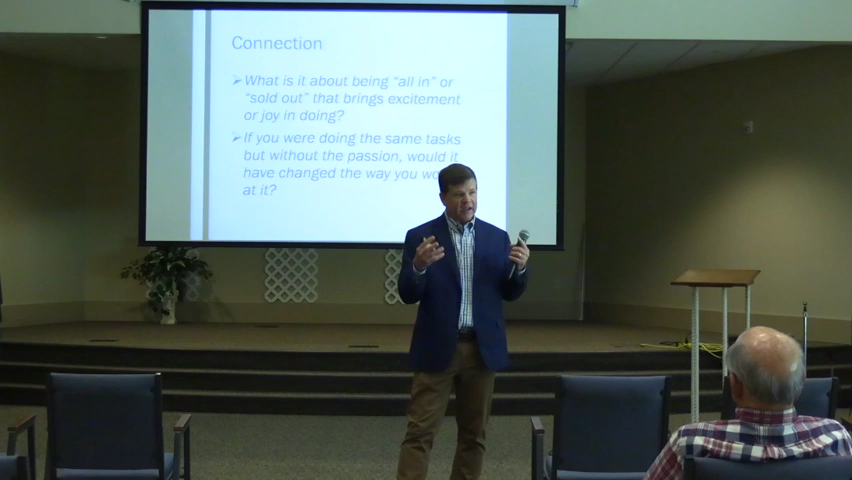 Connection
➢What is it about being “all in” or
“sold out” that brings excitement
or joy in doing?
➢If you were doing the same tasks
but without the passion, would it
have changed the way you
at it?